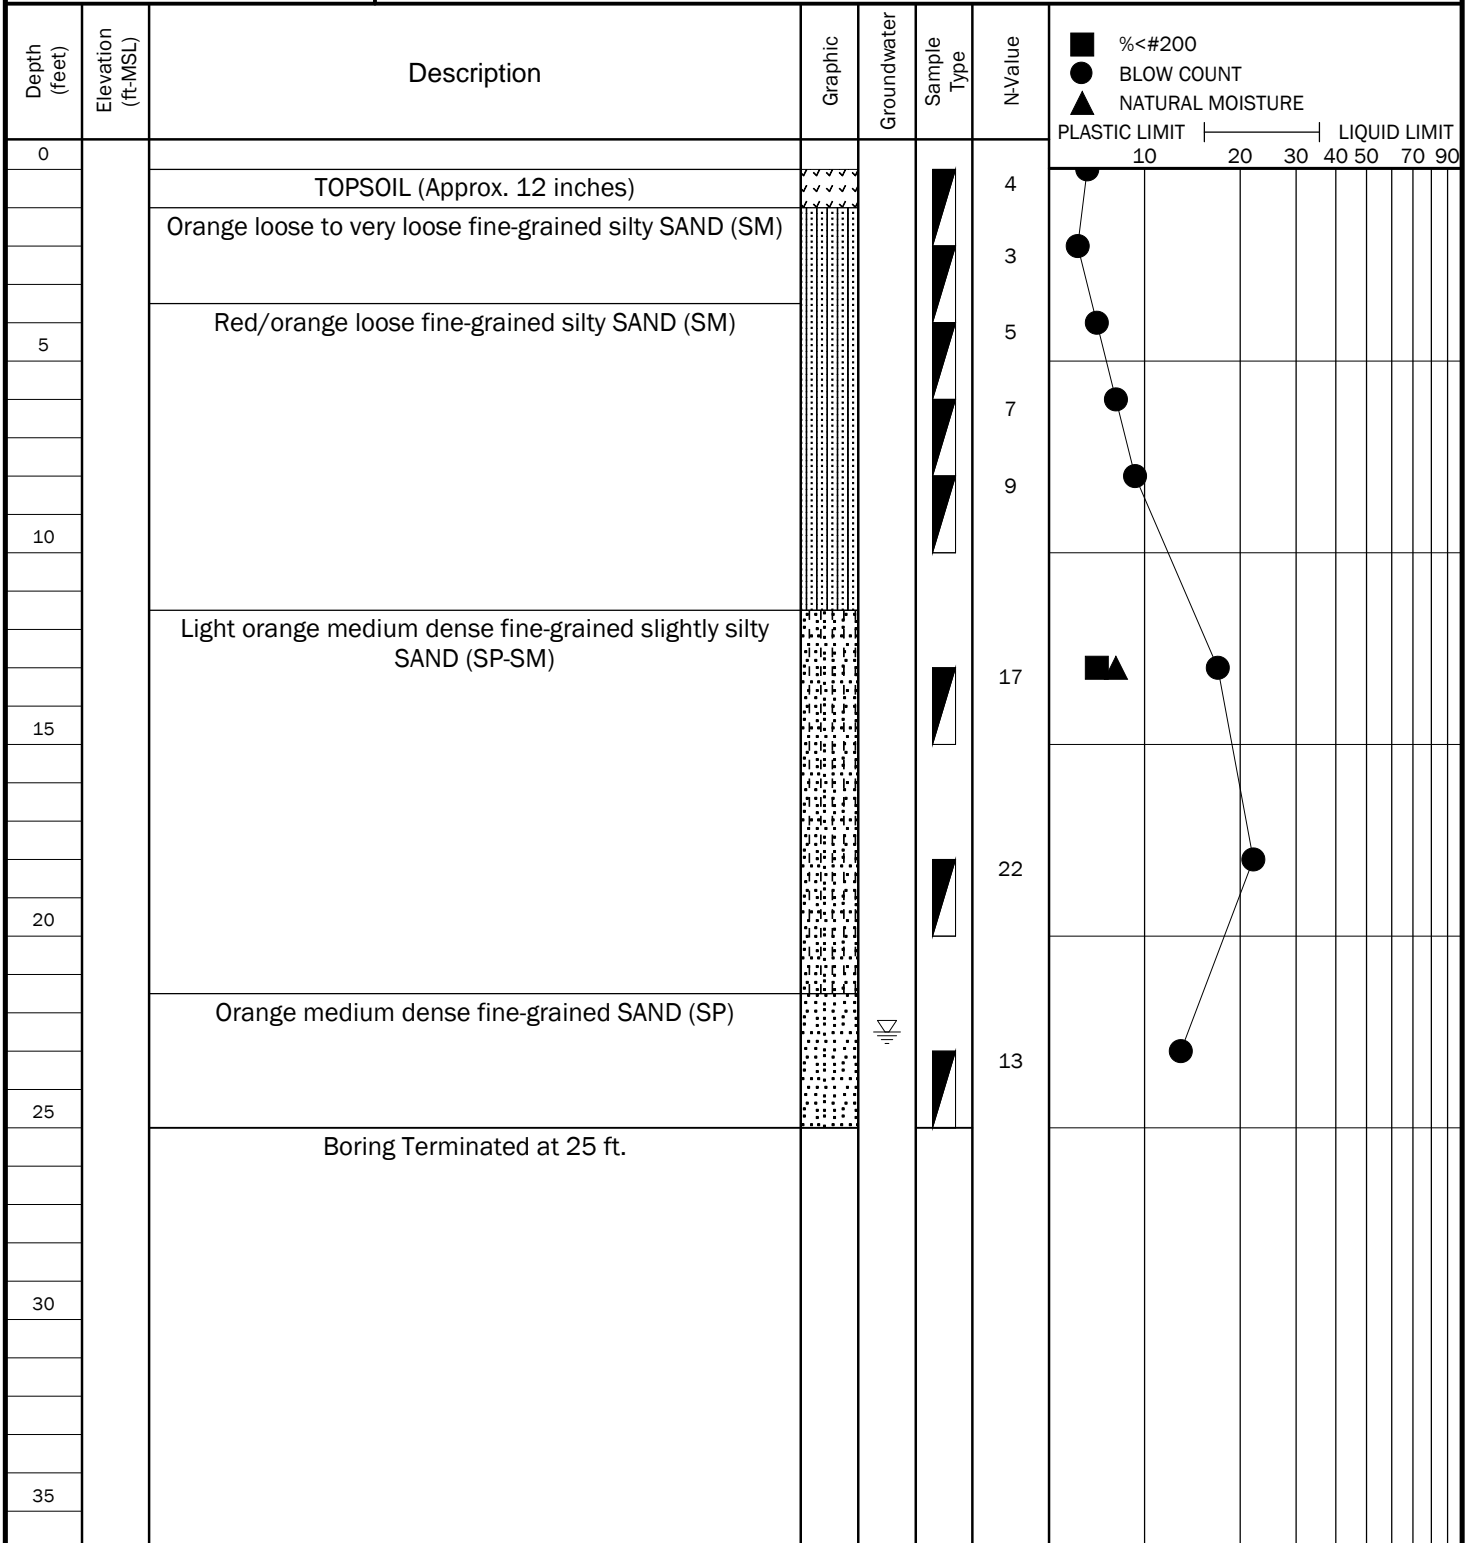 Depth
(feet)
Elevation
(ft-MSL)
Description
Graphic
Groundwater
Sample
Type
N-Value
%<#200
BLOW COUNT
NATURAL MOISTURE
PLASTIC LIMIT LIQUID LIMIT
10 20 30 40 50 70 90
0
TOPSOIL (Approx. 12 inches) 4
Orange loose to very loose fine-grained silty SAND (SM)
3
Red/orange loose fine-grained silty SAND (SM)
5
5
7
9
10
Light orange medium dense fine-grained slightly silty
SAND (SP-SM)
17
15
22
20
Orange medium dense fine-grained SAND (SP)
13
25
Boring Terminated at 25 ft.
30
35